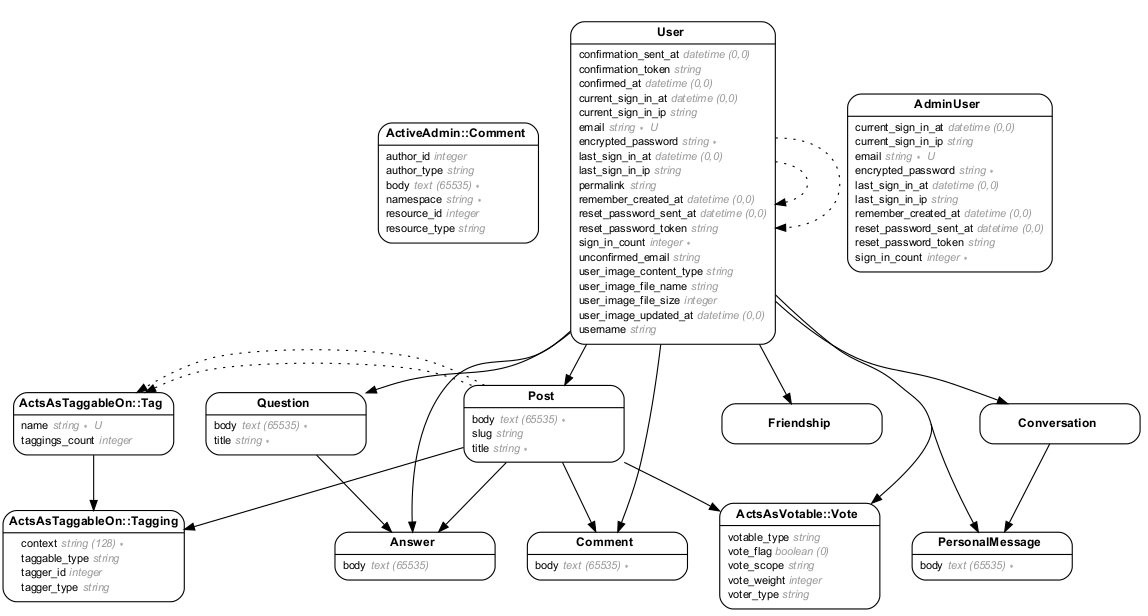 User
confirmation_sent_at datetime (0,0)
confirmation_token string
confirmed_at datetime (0,0)
current_sign_in_at datetime (0,0)
current_sign_in_ip string
email string • U
encrypted_password string •
last_sign_in_at datetime (0,0)
last_sign_in_ip string
permalink string
remember_created_at datetime (0,0)
reset_password_sent_at datetime (0,0)
reset_password_token string
sign_in_count integer •
unconfirmed_email string
user_image_content_type string
user_image_file_name string
user_image_file_size integer
user_image_updated_at datetime (0,0)
username string
ActiveAdmin::Comment
author_id integer
author_type string
body text (65535) •
namespace string •
resource_id integer
resource_type string
AdminUser
current_sign_in_at datetime (0,0)
current_sign_in_ip string
email string • U
encrypted_password string •
last_sign_in_at datetime (0,0)
last_sign_in_ip string
remember_created_at datetime (0,0)
reset_password_sent_at datetime (0,0)
reset_password_token string
sign_in_count integer •
ActsAsTaggableOn::Tag
name string • U
taggings_count integer
Question
body text (65535) •
title string •
Post
body text (65535) •
slug string
title string •
Friendship
Conversation
ActsAsTaggableOn::Tagging
context string (128) •
taggable_type string
tagger_id integer
tagger_type string
Answer
body text (65535)
Comment
body text (65535) •
ActsAsVotable::Vote
votable_type string
vote_flag boolean (0)
vote_scope string
vote_weight integer
voter_type string
PersonalMessage
body text (65535) •